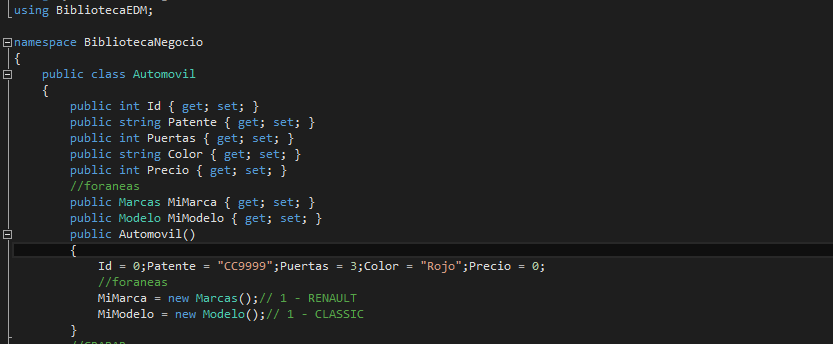 using BibliotecaEDM;
namespace BibliotecaNegocio
{
public class Automovil
{
public int Id { get; set; }
public string Patente { get; set; }
public int Puertas { get; set; }
public string Color { get; set; }
public int Precio { get; set; }
//foraneas
public Marcas MiMarca { get; set; }
public Modelo MiModelo { get; set; }
public Automovil()
{
Id = 0;Patente = "CC9999";Puertas = 3;Color = "Rojo";Precio = 0;
//foraneas
MiMarca = new Marcas();// 1 - RENAULT
MiModelo = new Modelo();// 1 - CLASSIC
}